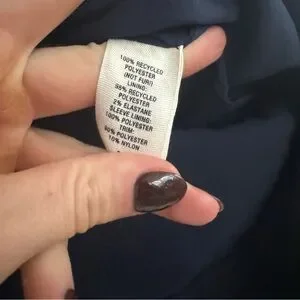 100% RECYCLED
POLYESTER
(NOT FUR!)
LINING:
98% RECYCLED
POLYESTER
2% ELASTANE
SLEEVE LINING:
100% POLYESTER
TRIM:
90% POLYESTER
10% NYLON